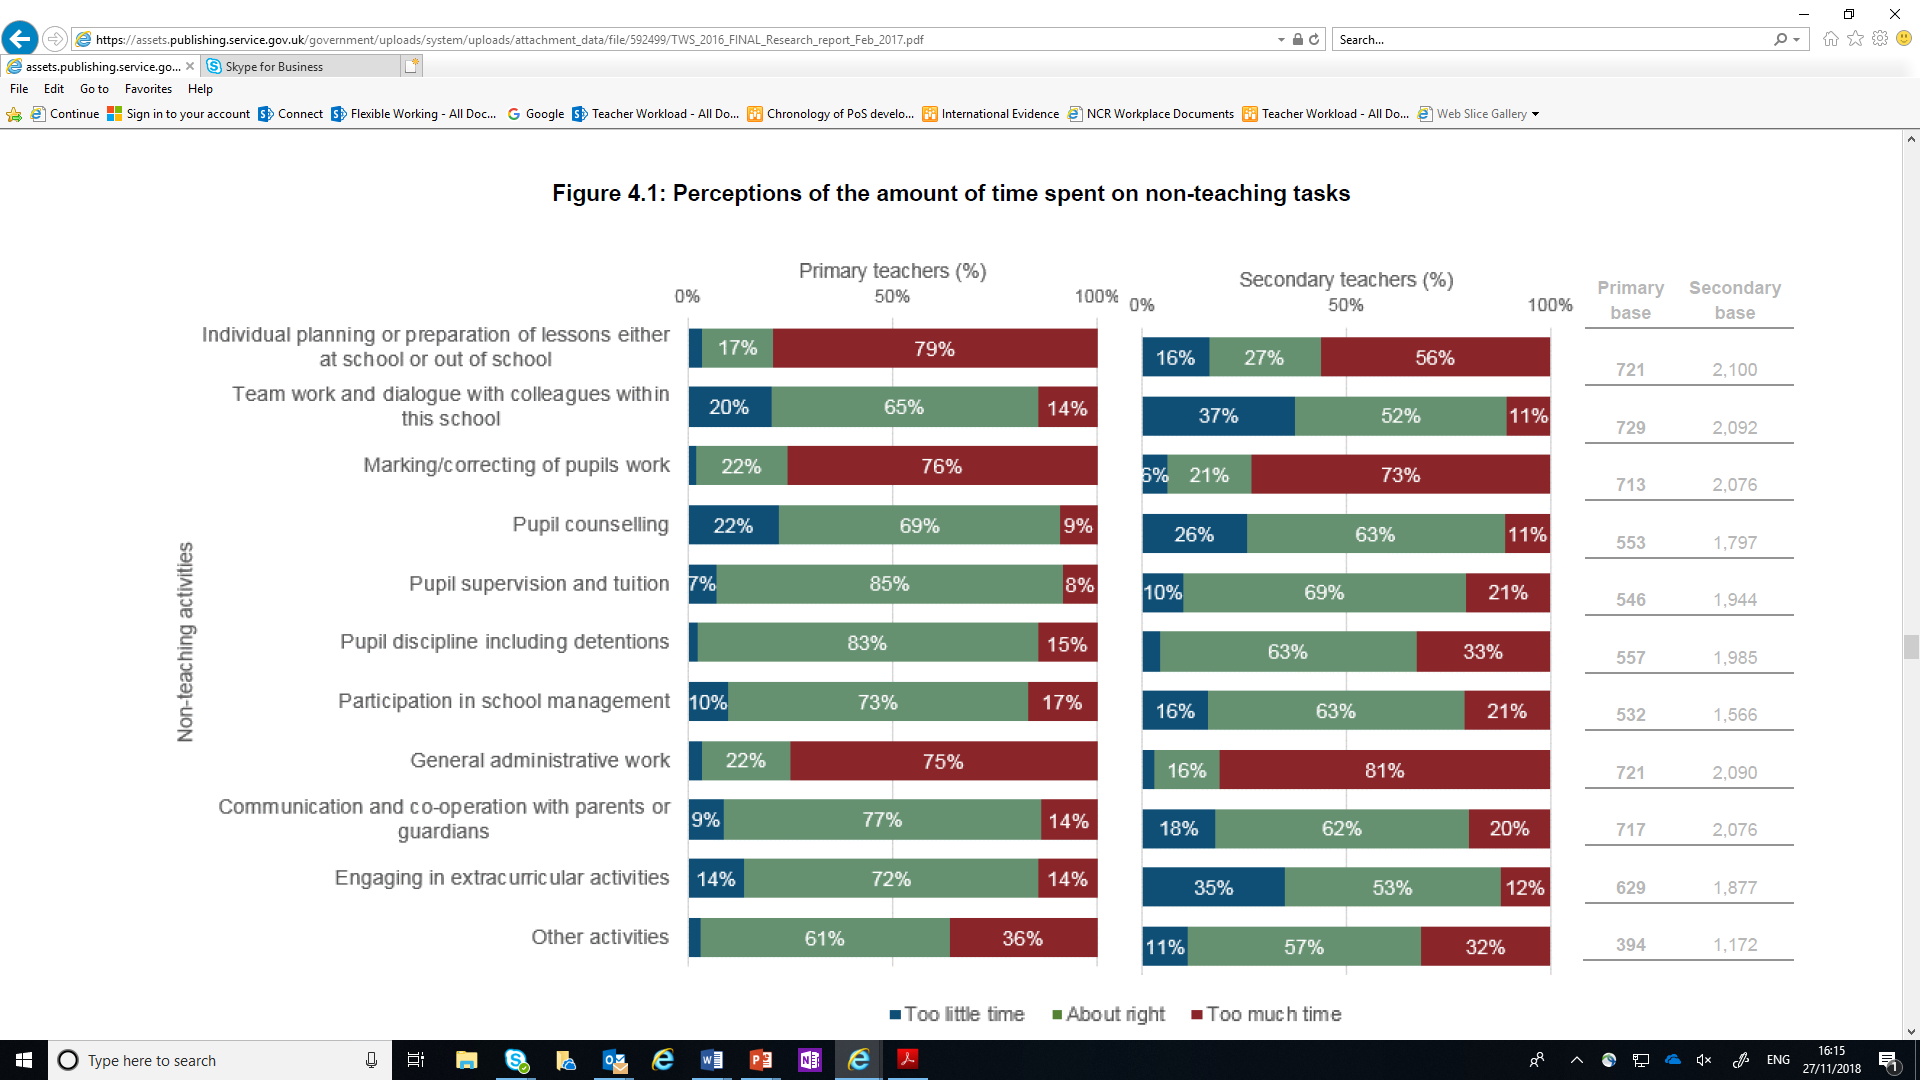 https://assets.publishing.service.gov.uk/government/uploads/system/uploads/attachment_data/file/592499/TWS_2016_FINAL_Research_report_Feb_2017.pdf
Search...
assets.publishing.service.go...
Skype for Business
File Edit Go to Favorites Help
Continue Sign in to your account Connect Flexible Working - All Doc... Google Teacher Workload - All Do... Chronology of PoS develo... International Evidence NCR Workplace Documents Teacher Workload - All Do... Web Slice Gallery
Figure 4.1: Perceptions of the amount of time spent on non-teaching tasks
Primary teachers (%)
0% 50% 100%
Secondary teachers (%)
0% 50% 100%
Primary base
Secondary base
Non-teaching activities
Individual planning or preparation of lessons either
at school or out of school
17% 79% 16% 27% 56% 721 2,100
Team work and dialogue with colleagues within
this school
20% 65% 14% 37% 52% 11% 729 2,092
Marking/correcting of pupils work
22% 76% 6% 21% 73% 713 2,076
Pupil counselling
22% 69% 9% 26% 63% 11% 553 1,797
Pupil supervision and tuition
7% 85% 8% 10% 69% 21% 546 1,944
Pupil discipline including detentions
83% 15% 63% 33% 557 1,985
Participation in school management
10% 73% 17% 16% 63% 21% 532 1,566
General administrative work
22% 75% 16% 81% 721 2,090
Communication and co-operation with parents or
guardians
9% 77% 14% 18% 62% 20% 717 2,076
Engaging in extracurricular activities
14% 72% 14% 35% 53% 12% 629 1,877
Other activities
61% 36% 11% 57% 32% 394 1,172
Too little time About right Too much time
Type here to search
ENG
16:15
27/11/2018
1